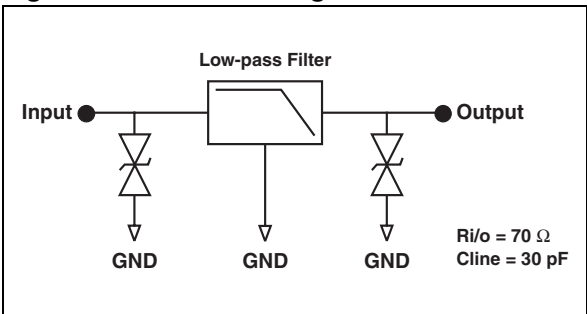 Low-pass Filter
Input
Output
GND
GND
GND
Ri/o = 70 Ω
Cline = 30 pF